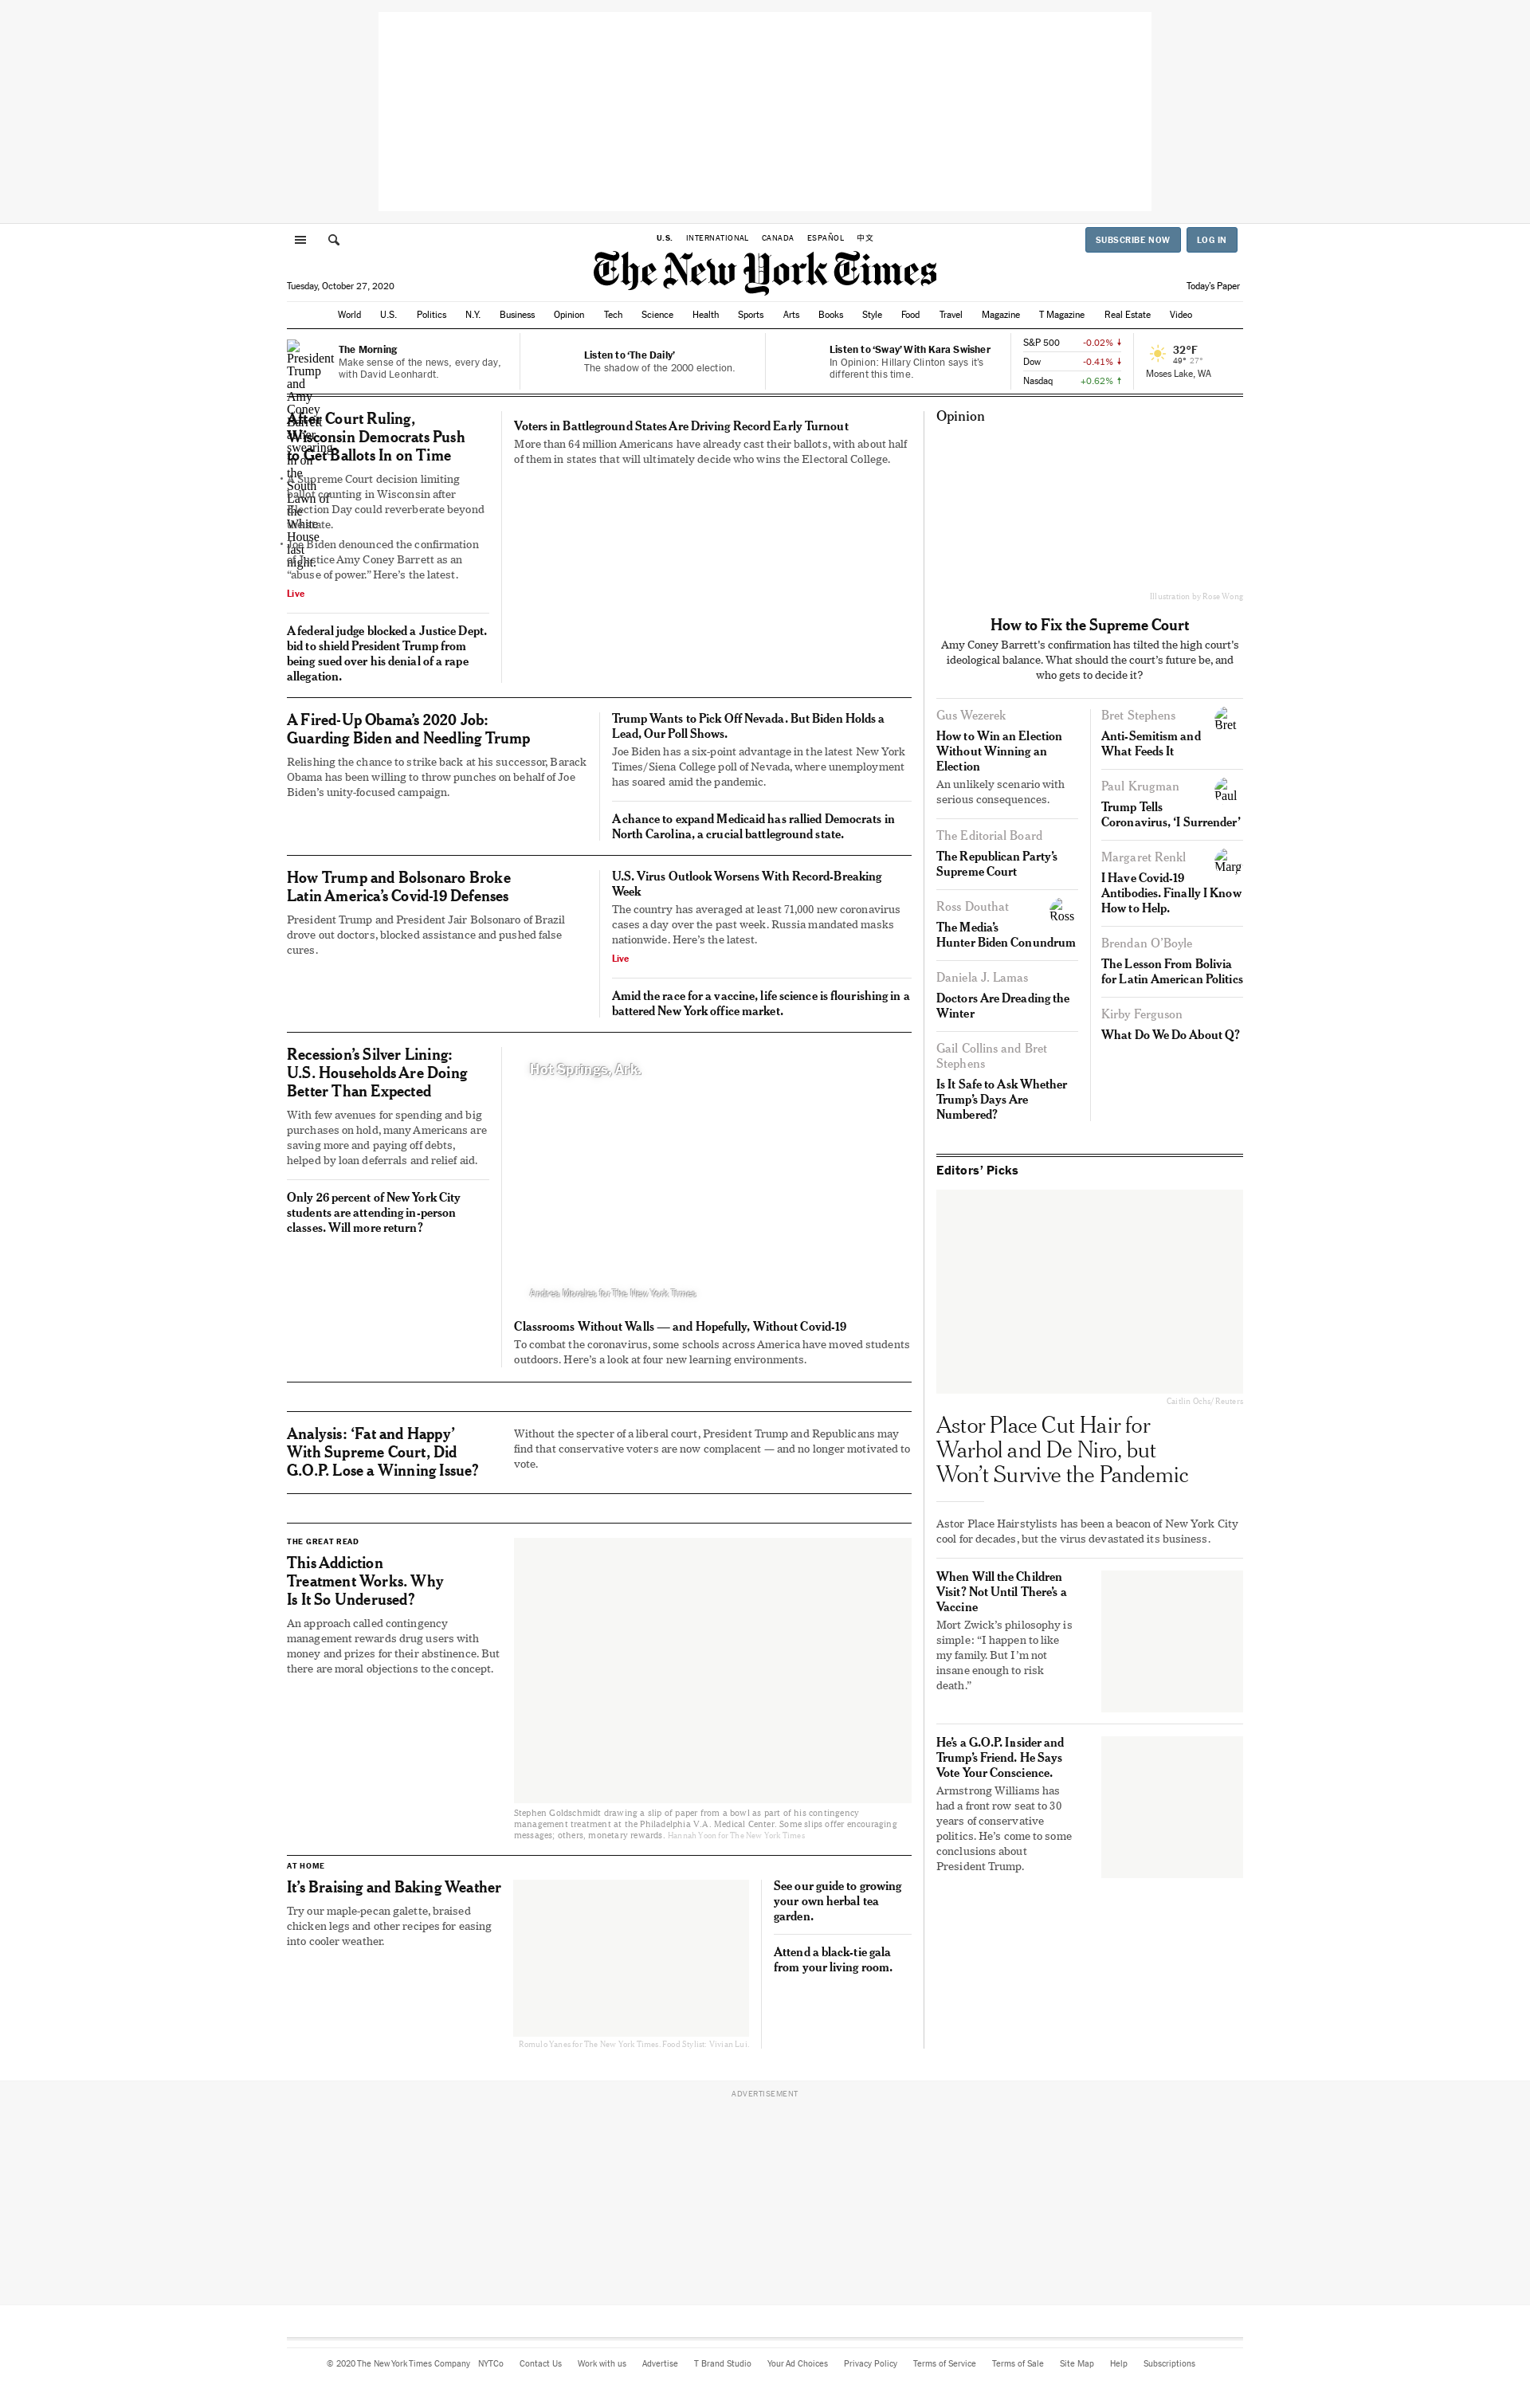 U.S.
INTERNATIONAL
CANADA
ESPAÑOL
中文
SUBSCRIBE NOW
LOG IN
The New York Times
Tuesday, October 27, 2020
Today's Paper
World
U.S.
Politics
N.Y.
Business
Opinion
Tech
Science
Health
Sports
Arts
Books
Style
Food
Travel
Magazine
T Magazine
Real Estate
Video
President
Trump
and
Amy
Coney
Barrett
after
swearing
in on
the
South
Lawn of
the
White
House
last
night.
The Morning
Make sense of the news, every day,
with David Leonhardt.
Listen to ‘The Daily’
The shadow of the 2000 election.
Listen to ‘Sway’ With Kara Swisher
In Opinion: Hillary Clinton says it’s
different this time.
S&P 500 -0.02% ↓
Dow -0.41% ↓
Nasdaq +0.62% ↑
32°F
49° 27°
Moses Lake, WA
After Court Ruling,
Wisconsin Democrats Push
to Get Ballots In on Time
• A Supreme Court decision limiting
ballot counting in Wisconsin after
Election Day could reverberate beyond
the state.
• Joe Biden denounced the confirmation
of Justice Amy Coney Barrett as an
“abuse of power.” Here’s the latest.
Live
A federal judge blocked a Justice Dept.
bid to shield President Trump from
being sued over his denial of a rape
allegation.
Voters in Battleground States Are Driving Record Early Turnout
More than 64 million Americans have already cast their ballots, with about half
of them in states that will ultimately decide who wins the Electoral College.
A Fired-Up Obama’s 2020 Job:
Guarding Biden and Needling Trump
Relishing the chance to strike back at his successor, Barack
Obama has been willing to throw punches on behalf of Joe
Biden’s unity-focused campaign.
Trump Wants to Pick Off Nevada. But Biden Holds a
Lead, Our Poll Shows.
Joe Biden has a six-point advantage in the latest New York
Times/Siena College poll of Nevada, where unemployment
has soared amid the pandemic.
A chance to expand Medicaid has rallied Democrats in
North Carolina, a crucial battleground state.
How Trump and Bolsonaro Broke
Latin America’s Covid-19 Defenses
President Trump and President Jair Bolsonaro of Brazil
drove out doctors, blocked assistance and pushed false
cures.
U.S. Virus Outlook Worsens With Record-Breaking
Week
The country has averaged at least 71,000 new coronavirus
cases a day over the past week. Russia mandated masks
nationwide. Here’s the latest.
Live
Amid the race for a vaccine, life science is flourishing in a
battered New York office market.
Recession’s Silver Lining:
U.S. Households Are Doing
Better Than Expected
With few avenues for spending and big
purchases on hold, many Americans are
saving more and paying off debts,
helped by loan deferrals and relief aid.
Only 26 percent of New York City
students are attending in-person
classes. Will more return?
Hot Springs, Ark.
Andrea Morales for The New York Times
Classrooms Without Walls — and Hopefully, Without Covid-19
To combat the coronavirus, some schools across America have moved students
outdoors. Here’s a look at four new learning environments.
Analysis: ‘Fat and Happy’
With Supreme Court, Did
G.O.P. Lose a Winning Issue?
Without the specter of a liberal court, President Trump and Republicans may
find that conservative voters are now complacent — and no longer motivated to
vote.
THE GREAT READ
This Addiction
Treatment Works. Why
Is It So Underused?
An approach called contingency
management rewards drug users with
money and prizes for their abstinence. But
there are moral objections to the concept.
Stephen Goldschmidt drawing a slip of paper from a bowl as part of his contingency
management treatment at the Philadelphia V.A. Medical Center. Some slips offer encouraging
messages; others, monetary rewards. Hannah Yoon for The New York Times
AT HOME
It’s Braising and Baking Weather
Try our maple-pecan galette, braised
chicken legs and other recipes for easing
into cooler weather.
Romulo Yanes for The New York Times. Food Stylist: Vivian Lui.
See our guide to growing
your own herbal tea
garden.
Attend a black-tie gala
from your living room.
Opinion
Illustration by Rose Wong
How to Fix the Supreme Court
Amy Coney Barrett’s confirmation has tilted the high court’s
ideological balance. What should the court’s future be, and
who gets to decide it?
Gus Wezerek
How to Win an Election
Without Winning an
Election
An unlikely scenario with
serious consequences.
The Editorial Board
The Republican Party’s
Supreme Court
Ross Douthat
Ross
The Media’s
Hunter Biden Conundrum
Daniela J. Lamas
Doctors Are Dreading the
Winter
Gail Collins and Bret
Stephens
Is It Safe to Ask Whether
Trump’s Days Are
Numbered?
Bret Stephens
Bret
Anti-Semitism and
What Feeds It
Paul Krugman
Paul
Trump Tells
Coronavirus, ‘I Surrender’
Margaret Renkl
Marg
I Have Covid-19
Antibodies. Finally I Know
How to Help.
Brendan O’Boyle
The Lesson From Bolivia
for Latin American Politics
Kirby Ferguson
What Do We Do About Q?
Editors’ Picks
Caitlin Ochs/Reuters
Astor Place Cut Hair for
Warhol and De Niro, but
Won’t Survive the Pandemic
Astor Place Hairstylists has been a beacon of New York City
cool for decades, but the virus devastated its business.
When Will the Children
Visit? Not Until There’s a
Vaccine
Mort Zwick’s philosophy is
simple: “I happen to like
my family. But I’m not
insane enough to risk
death.”
He’s a G.O.P. Insider and
Trump’s Friend. He Says
Vote Your Conscience.
Armstrong Williams has
had a front row seat to 30
years of conservative
politics. He’s come to some
conclusions about
President Trump.
ADVERTISEMENT
© 2020 The New York Times Company
NYTCo
Contact Us
Work with us
Advertise
T Brand Studio
Your Ad Choices
Privacy Policy
Terms of Service
Terms of Sale
Site Map
Help
Subscriptions